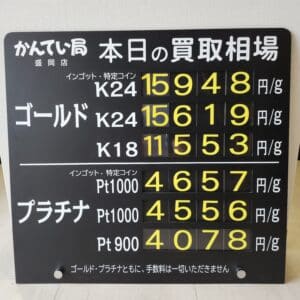 かんてい局 本日の買取相場
盛岡店
インゴット・特定コイン
K24 15948 円/g
ゴールド K24 15619 円/g
K18 11553 円/g
インゴット・特定コイン
Pt1000 4657 円/g
プラチナ Pt1000 4556 円/g
Pt900 4078 円/g
ゴールド・プラチナともに、手数料は一切いただきません